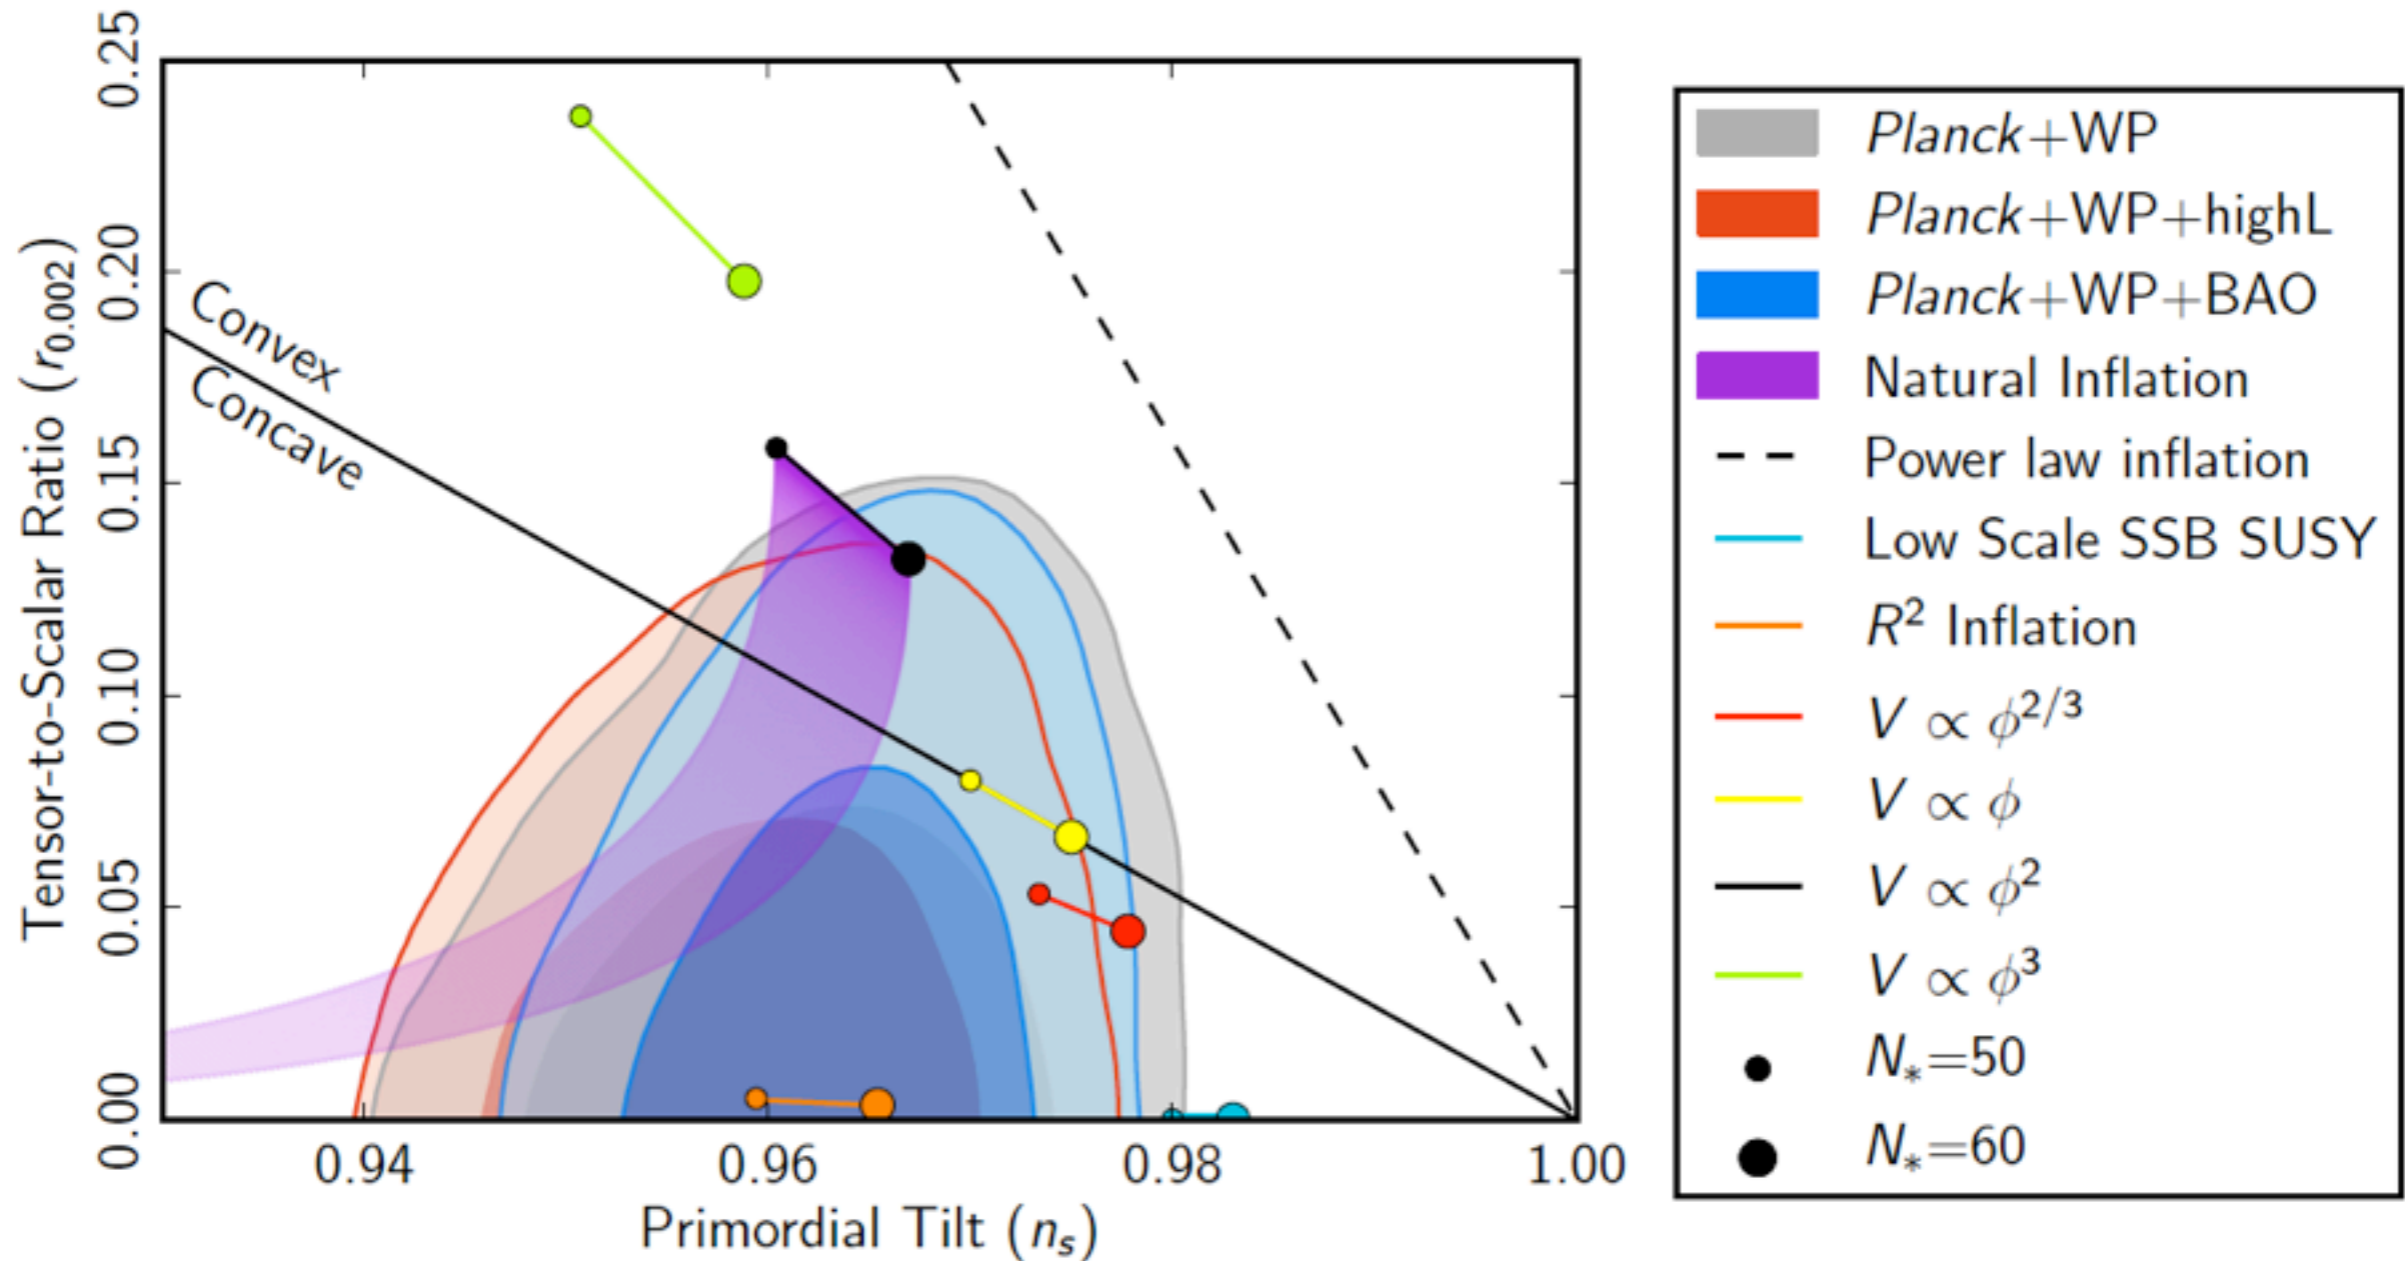 0.25
0.20
0.15
0.10
0.05
0.00
Tensor-to-Scalar Ratio (r₀.₀₀₂)
Convex
Concave
0.94 0.96 0.98 1.00
Primordial Tilt (nₛ)
Planck+WP
Planck+WP+highL
Planck+WP+BAO
Natural Inflation
Power law inflation
Low Scale SSB SUSY
R² Inflation
V ∝ ϕ²ᐟ³
V ∝ ϕ
V ∝ ϕ²
V ∝ ϕ³
N*=50
N*=60